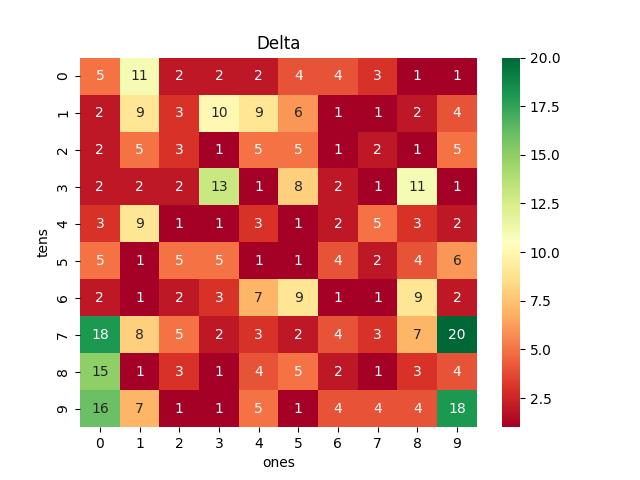 Delta
0 5 11 2 2 2 4 4 3 1 1
1 2 9 3 10 9 6 1 1 2 4
2 2 5 3 1 5 5 1 2 1 5
3 2 2 2 13 1 8 2 1 11 1
4 3 9 1 1 3 1 2 5 3 2
5 5 1 5 5 1 1 4 2 4 6
6 2 1 2 3 7 9 1 1 9 2
7 18 8 5 2 3 2 4 3 7 20
8 15 1 3 1 4 5 2 1 3 4
9 16 7 1 1 5 1 4 4 4 18
0 1 2 3 4 5 6 7 8 9
ones
tens
20.0
17.5
15.0
12.5
10.0
7.5
5.0
2.5